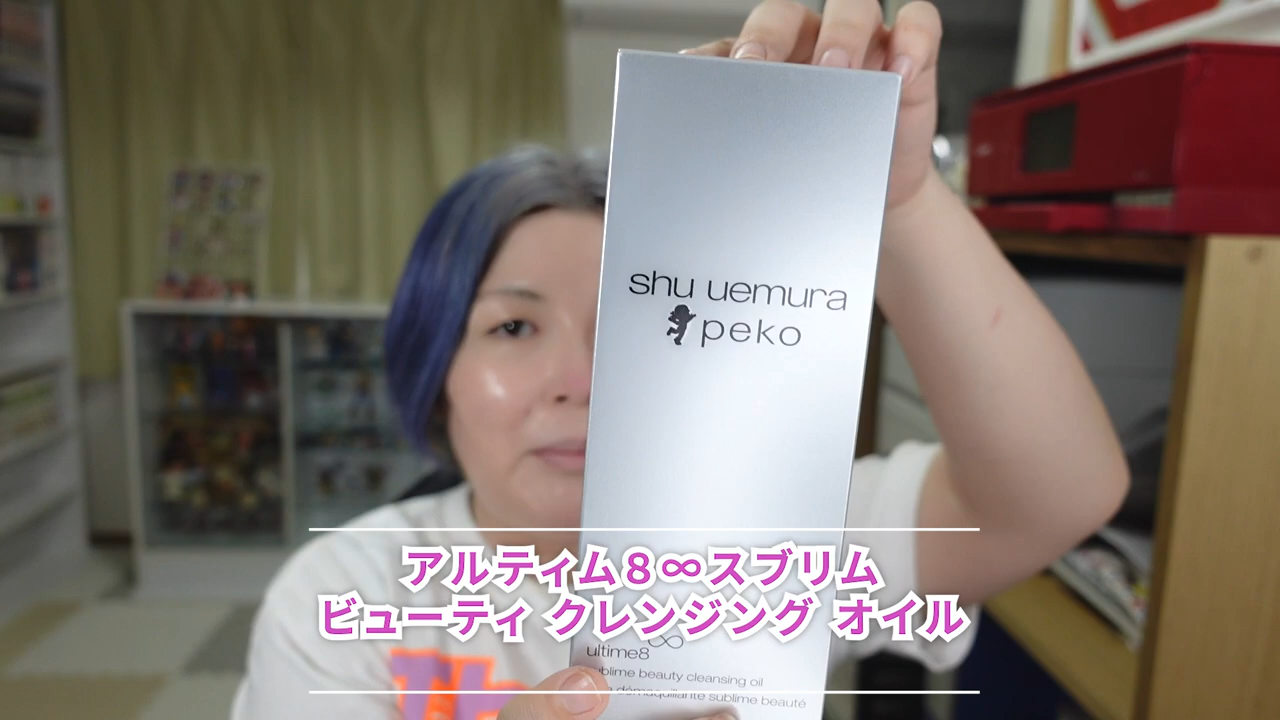 shu uemura
peko
アルティム8∞スブリム
ビューティ クレンジング オイル
ultime8 ∞
sublime beauty cleansing oil
démaquillante sublime beauté